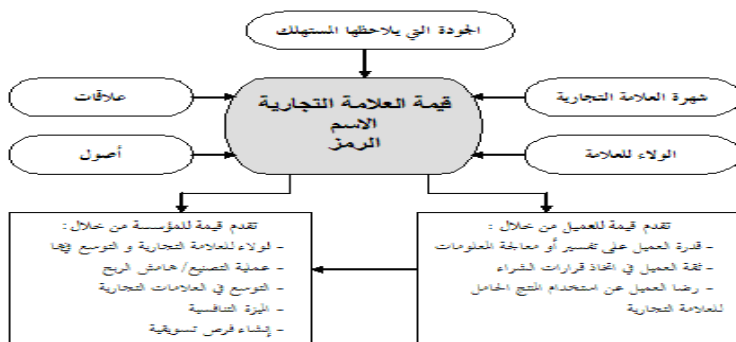 الجودة التي يلاحظها المستهلك
شهرة العلامة التجارية
علاقات
قيمة العلامة التجارية
الاسم
الرمز
الولاء للعلامة
أصول
تقدم قيمة للعميل من خلال :
- قدرة العميل على تفسير أو معالجة المعلومات
- ثقة العميل في اتخاذ قرارات الشراء
- رضا العميل عن استخدام المنتج الحامل
للعلامة التجارية
تقدم قيمة للمؤسسة من خلال :
- لولاء للعلامة التجارية و التوسع فيها
- عملية التصنيع/ هامش الربح
- التوسع في العلامات التجارية
- الميزة التنافسية
- إنشاء فرص تسويقية